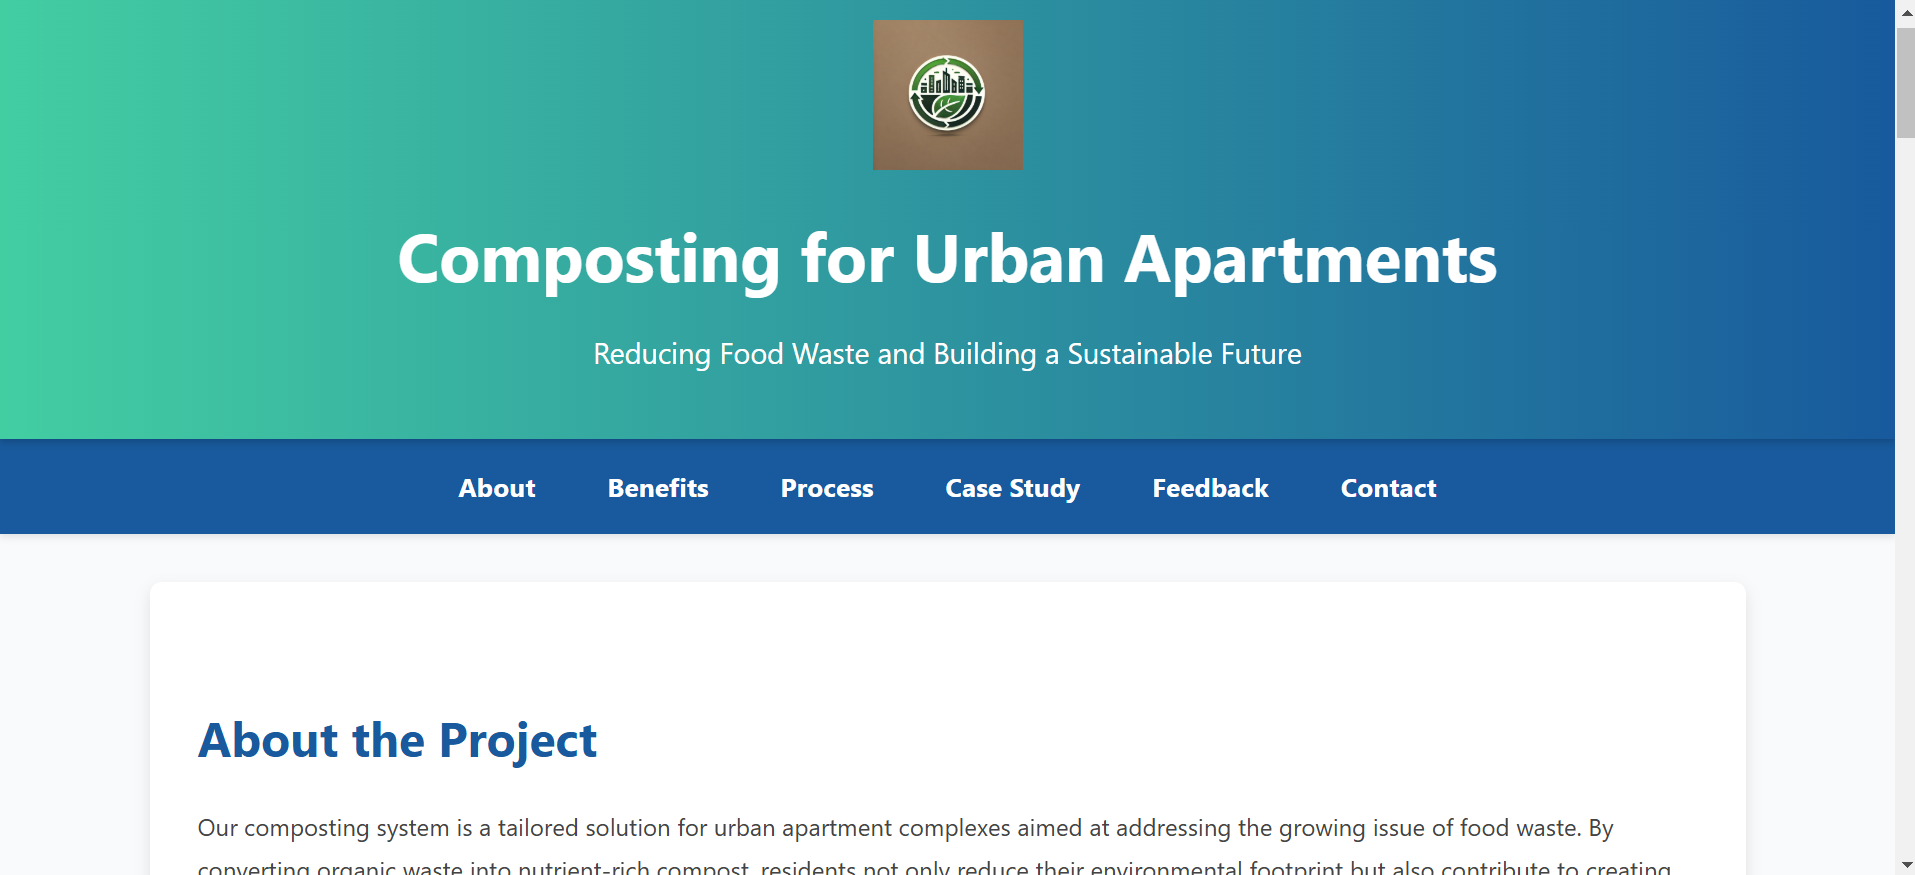 Composting for Urban Apartments
Reducing Food Waste and Building a Sustainable Future
About Benefits Process Case Study Feedback Contact
About the Project
Our composting system is a tailored solution for urban apartment complexes aimed at addressing the growing issue of food waste. By
converting organic waste into nutrient-rich compost, residents not only reduce their environmental footprint but also contribute to creating